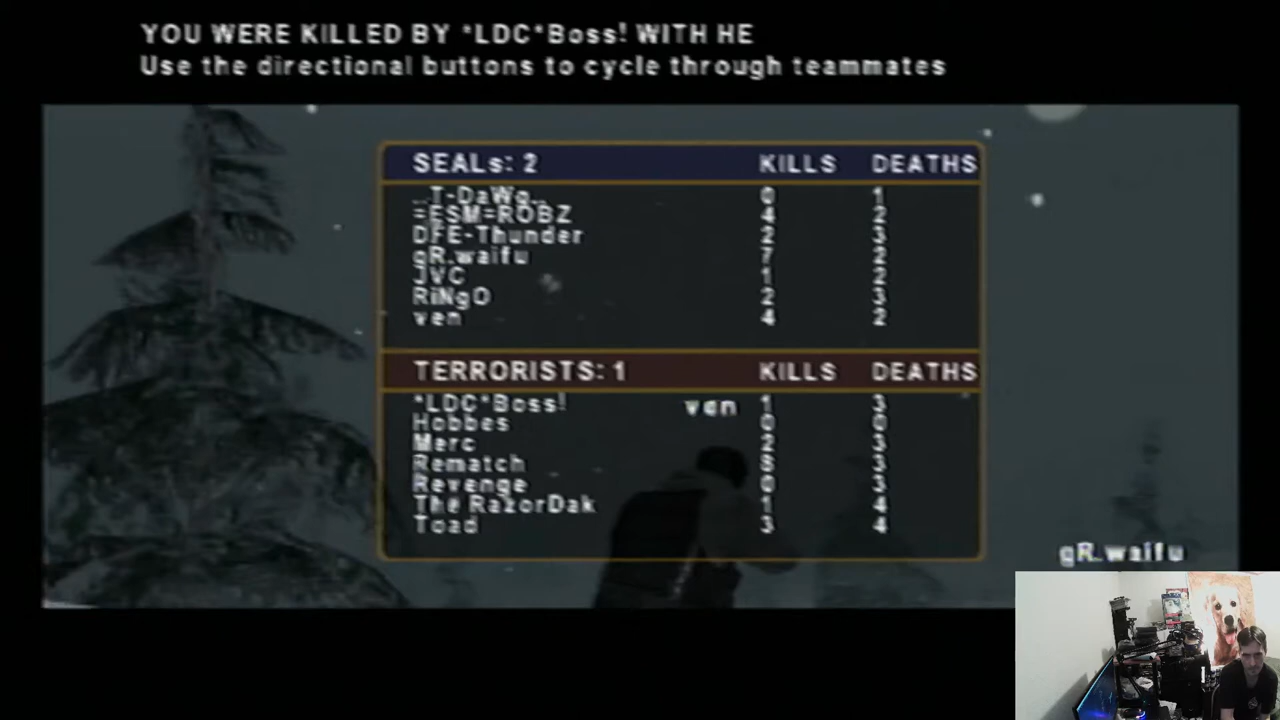 YOU WERE KILLED BY *LDC*Boss! WITH HE
Use the directional buttons to cycle through teammates
SEALs: 2 KILLS DEATHS
..T-DaWg.. 0 1
=ESM=ROBZ 4 2
DFE-Thunder 2 3
gR.waifu 7 2
JVC 1 2
RiNgO 2 3
ven 4 2
TERRORISTS: 1 KILLS DEATHS
*LDC*Boss! ven 1 3
Hobbes 0 0
Merc 2 3
Rematch 8 3
Revenge 0 3
The RazorDak 1 4
Toad 3 4
gR.waifu